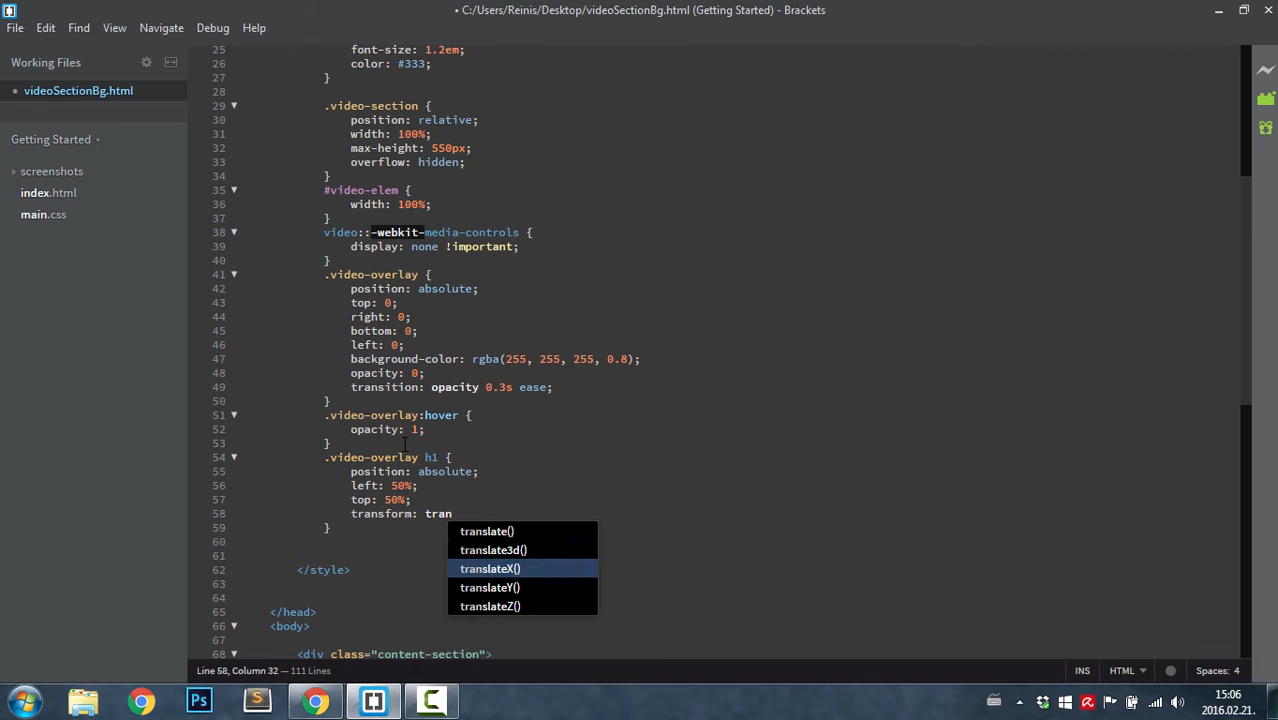 • C:/Users/Reinis/Desktop/videoSectionBg.html (Getting Started) - Brackets
File Edit Find View Navigate Debug Help
Working Files
• videoSectionBg.html
Getting Started
screenshots
index.html
main.css
25 font-size: 1.2em;
26 color: #333;
27 }
28
29 .video-section {
30 position: relative;
31 width: 100%;
32 max-height: 550px;
33 overflow: hidden;
34 }
35 #video-elem {
36 width: 100%;
37 }
38 video::-webkit-media-controls {
39 display: none !important;
40 }
41 .video-overlay {
42 position: absolute;
43 top: 0;
44 right: 0;
45 bottom: 0;
46 left: 0;
47 background-color: rgba(255, 255, 255, 0.8);
48 opacity: 0;
49 transition: opacity 0.3s ease;
50 }
51 .video-overlay:hover {
52 opacity: 1;
53 }
54 .video-overlay h1 {
55 position: absolute;
56 left: 50%;
57 top: 50%;
58 transform: tran
59 }
60
61
62 </style>
63
64
65 </head>
66 <body>
67
68 <div class="content-section">
translate()
translate3d()
translateX()
translateY()
translateZ()
Line 58, Column 32 — 111 Lines
INS HTML Spaces: 4
Ps S
15:06
2016.02.21.